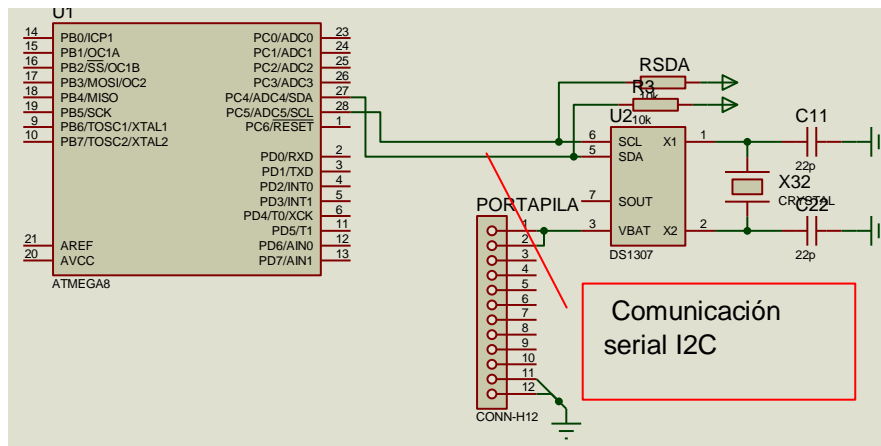 U1
14 PB0/ICP1 PC0/ADC0 23
15 PB1/OC1A PC1/ADC1 24
16 PB2/SS/OC1B PC2/ADC2 25
17 PB3/MOSI/OC2 PC3/ADC3 26
18 PB4/MISO PC4/ADC4/SDA 27
19 PB5/SCK PC5/ADC5/SCL 28
9 PB6/TOSC1/XTAL1 PC6/RESET 1
10 PB7/TOSC2/XTAL2
PD0/RXD 2
PD1/TXD 3
PD2/INT0 4
PD3/INT1 5
PD4/T0/XCK 6
PD5/T1 11
21 AREF PD6/AIN0 12
20 AVCC PD7/AIN1 13
ATMEGA8
RSDA
10k
R3
10k
U2
6 SCL X1 1
5 SDA
7 SOUT
3 VBAT X2 2
DS1307
C11
22p
X32
CRYSTAL
C22
22p
PORTAPILA
1
2
3
4
5
6
7
8
9
10
11
12
CONN-H12
Comunicación
serial I2C